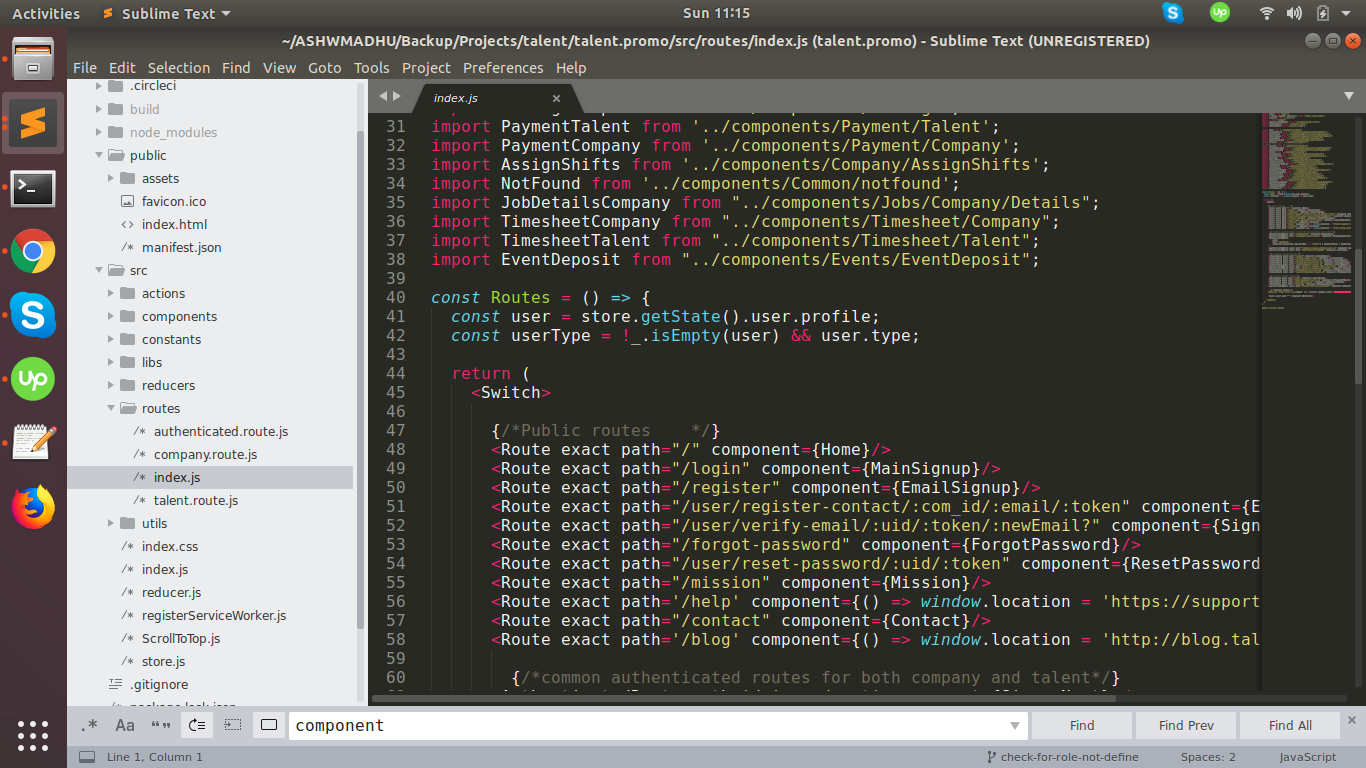 Activities
Sublime Text
Sun 11:15
~/ASHWMADHU/Backup/Projects/talent/talent.promo/src/routes/index.js (talent.promo) - Sublime Text (UNREGISTERED)
File Edit Selection Find View Goto Tools Project Preferences Help
.circleci
build
node_modules
public
assets
favicon.ico
index.html
manifest.json
src
actions
components
constants
libs
reducers
routes
authenticated.route.js
company.route.js
index.js
talent.route.js
utils
index.css
index.js
reducer.js
registerServiceWorker.js
ScrollToTop.js
store.js
.gitignore
index.js
31 import PaymentTalent from '../components/Payment/Talent';
32 import PaymentCompany from '../components/Payment/Company';
33 import AssignShifts from '../components/Company/AssignShifts';
34 import NotFound from '../components/Common/notfound';
35 import JobDetailsCompany from "../components/Jobs/Company/Details";
36 import TimesheetCompany from "../components/Timesheet/Company";
37 import TimesheetTalent from "../components/Timesheet/Talent";
38 import EventDeposit from "../components/Events/EventDeposit";
39
40 const Routes = () => {
41 const user = store.getState().user.profile;
42 const userType = !_.isEmpty(user) && user.type;
43
44 return (
45 <Switch>
46
47 {/*Public routes    */}
48 <Route exact path="/" component={Home}/>
49 <Route exact path="/login" component={MainSignup}/>
50 <Route exact path="/register" component={EmailSignup}/>
51 <Route exact path="/user/register-contact/:com_id/:email/:token" component={E
52 <Route exact path="/user/verify-email/:uid/:token/:newEmail?" component={Sign
53 <Route exact path="/forgot-password" component={ForgotPassword}/>
54 <Route exact path="/user/reset-password/:uid/:token" component={ResetPassword
55 <Route exact path="/mission" component={Mission}/>
56 <Route exact path='/help' component={() => window.location = 'https://support
57 <Route exact path="/contact" component={Contact}/>
58 <Route exact path='/blog' component={() => window.location = 'http://blog.tal
59
60 {/*common authenticated routes for both company and talent*/}
.* Aa “”
component
Find
Find Prev
Find All
Line 1, Column 1
check-for-role-not-define
Spaces: 2
JavaScript